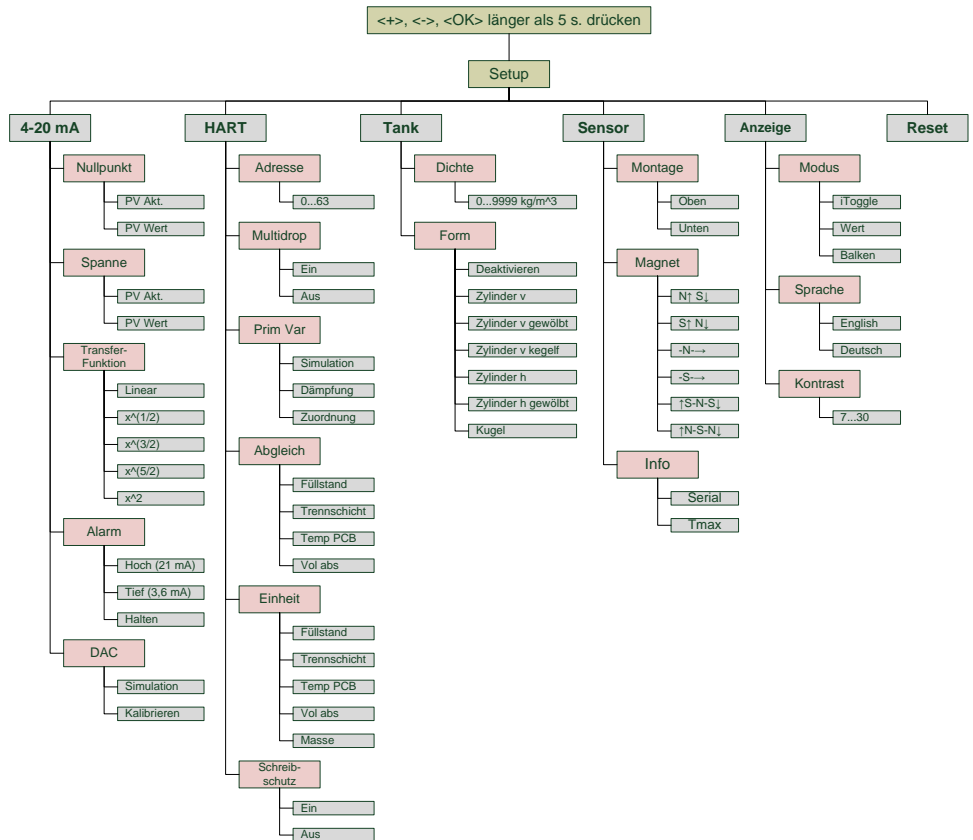 <+>, <->, <OK> länger als 5 s. drücken
Setup
4-20 mA
Nullpunkt
PV Akt.
PV Wert
Spanne
PV Akt.
PV Wert
Transfer-
Funktion
Linear
x^(1/2)
x^(3/2)
x^(5/2)
x^2
Alarm
Hoch (21 mA)
Tief (3,6 mA)
Halten
DAC
Simulation
Kalibrieren
HART
Adresse
0...63
Multidrop
Ein
Aus
Prim Var
Simulation
Dämpfung
Zuordnung
Abgleich
Füllstand
Trennschicht
Temp PCB
Vol abs
Einheit
Füllstand
Trennschicht
Temp PCB
Vol abs
Masse
Schreib-
schutz
Ein
Aus
Tank
Dichte
0...9999 kg/m^3
Form
Deaktivieren
Zylinder v
Zylinder v gewölbt
Zylinder v kegelf
Zylinder h
Zylinder h gewölbt
Kugel
Sensor
Montage
Oben
Unten
Magnet
N↑ S↓
S↑ N↓
-N-→
-S-→
↑S-N-S↓
↑N-S-N↓
Info
Serial
Tmax
Anzeige
Modus
iToggle
Wert
Balken
Sprache
English
Deutsch
Kontrast
7...30
Reset